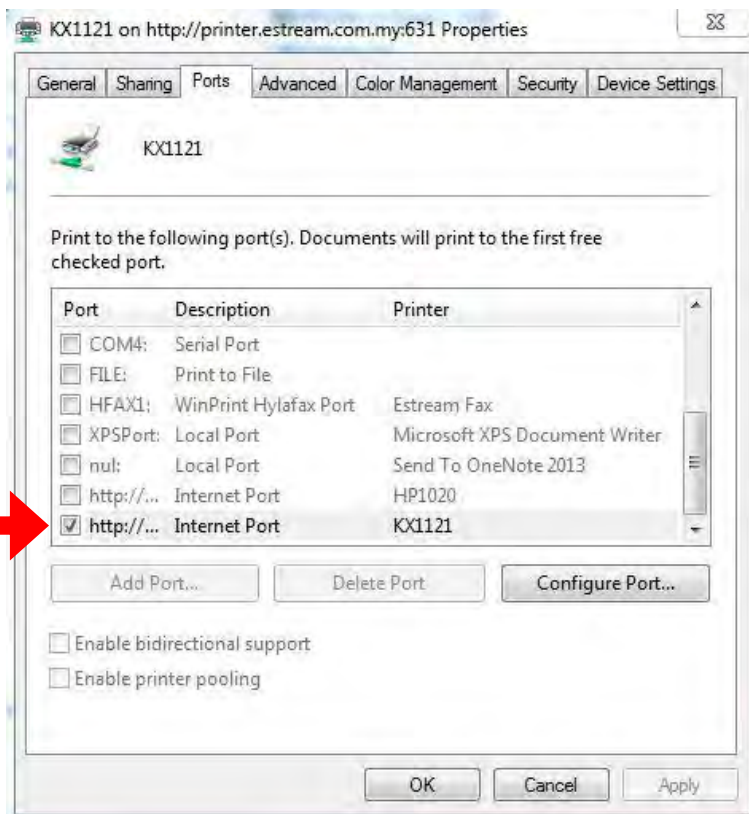 KX1121 on http://printer.estream.com.my:631 Properties
General Sharing Ports Advanced Color Management Security Device Settings
KX1121
Print to the following port(s). Documents will print to the first free
checked port.
Port Description Printer
COM4: Serial Port
FILE: Print to File
HFAX1: WinPrint Hylafax Port Estream Fax
XPSPort: Local Port Microsoft XPS Document Writer
nul: Local Port Send To OneNote 2013
http://... Internet Port HP1020
http://... Internet Port KX1121
Add Port... Delete Port Configure Port...
Enable bidirectional support
Enable printer pooling
OK Cancel Apply